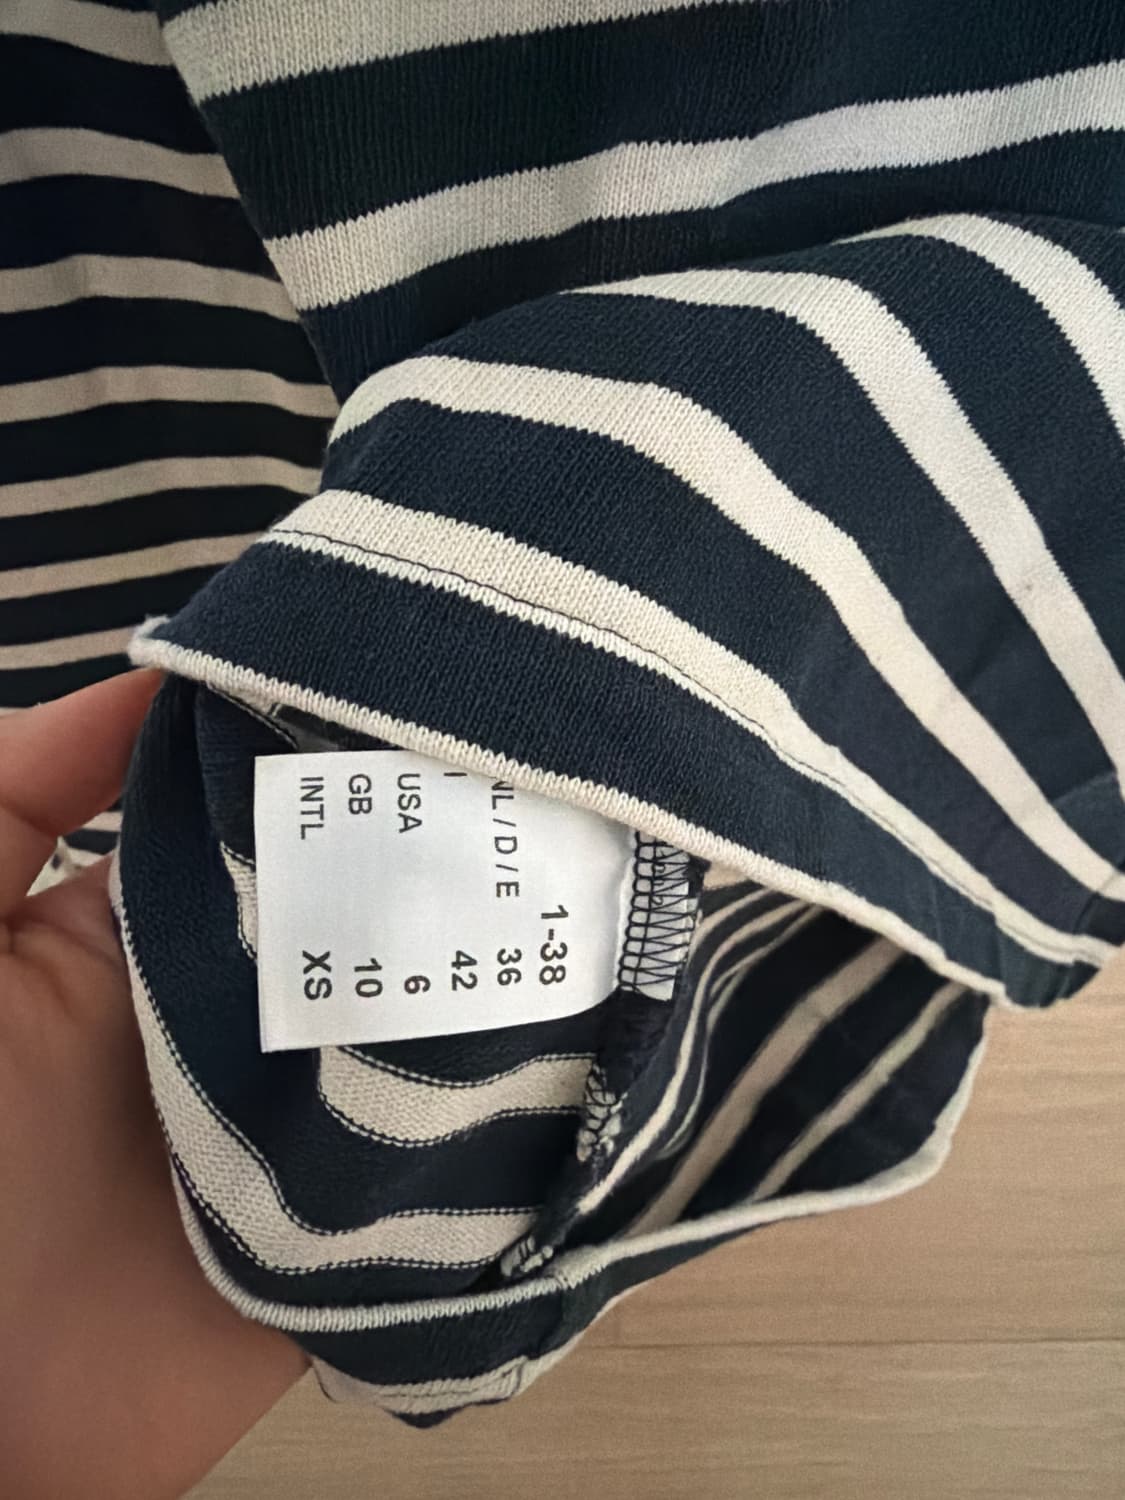 1-38
NL / D / E 36
I 42
USA 6
GB 10
INTL XS